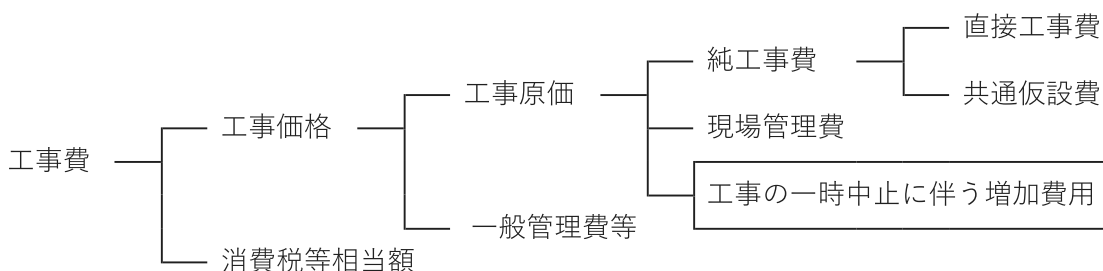 直接工事費
純工事費
工事原価
共通仮設費
工事価格
現場管理費
工事費
工事の一時中止に伴う増加費用
一般管理費等
消費税等相当額